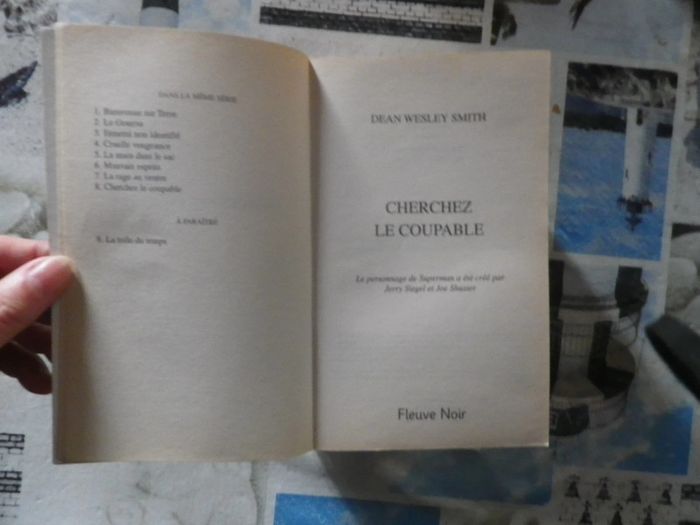 DANS LA MÊME SÉRIE
1. Bienvenue sur Terre
2. Le Gourou
3. Ennemi non identifié
4. Cruelle vengeance
5. La main dans le sac
6. Mauvais esprits
7. La rage au ventre
8. Cherchez le coupable
À PARAÎTRE
9. La toile du temps
DEAN WESLEY SMITH
CHERCHEZ
LE COUPABLE
Le personnage de Superman a été créé par
Jerry Siegel et Joe Shuster
Fleuve Noir